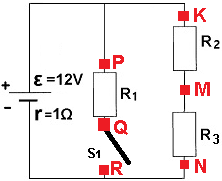 K
P
+
ε=12V
R₂
-
r=1Ω
R₁
M
Q
S1
R₃
R
N